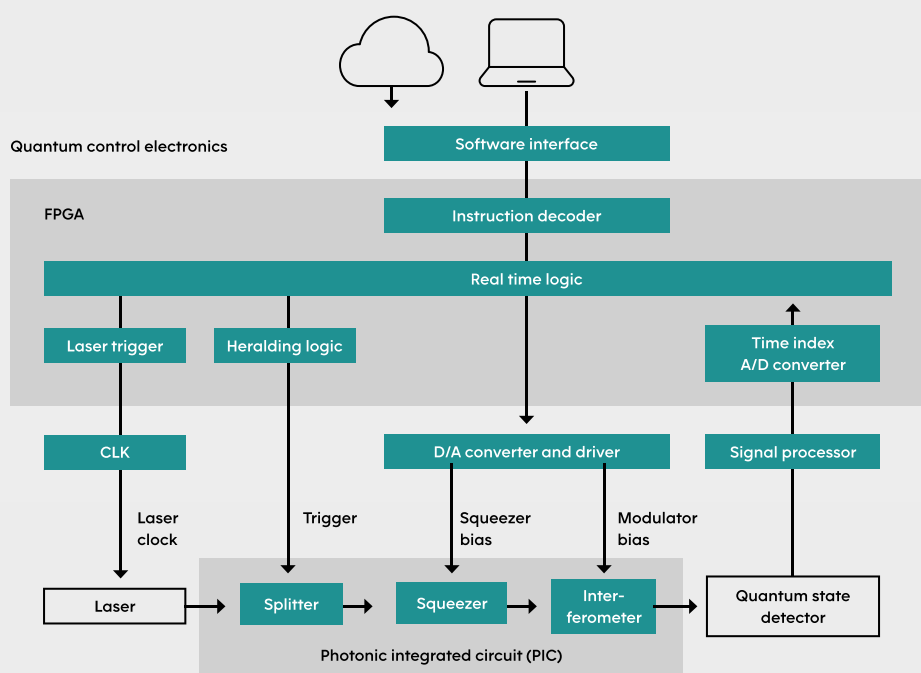 Quantum control electronics
Software interface
FPGA
Instruction decoder
Real time logic
Laser trigger
Heralding logic
Time index
A/D converter
CLK
D/A converter and driver
Signal processor
Laser
clock
Trigger
Squeezer
bias
Modulator
bias
Laser
Splitter
Squeezer
Inter-
ferometer
Quantum state
detector
Photonic integrated circuit (PIC)